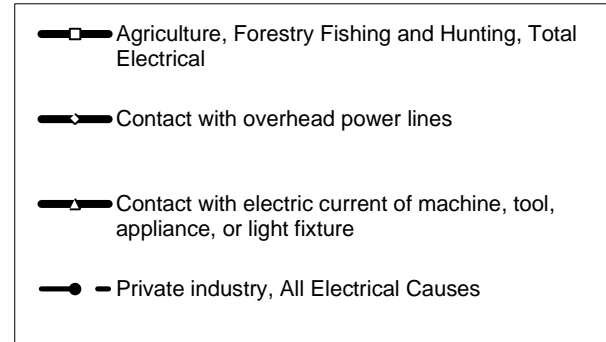 Agriculture, Forestry Fishing and Hunting, Total
Electrical
Contact with overhead power lines
Contact with electric current of machine, tool,
appliance, or light fixture
Private industry, All Electrical Causes